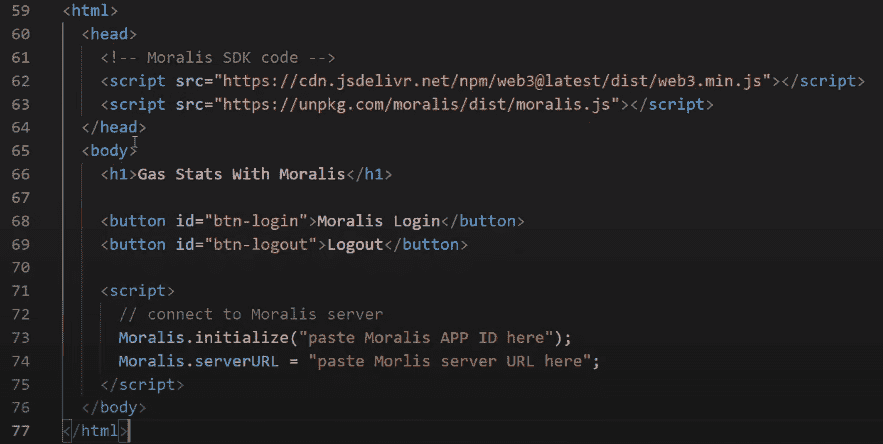 59 <html>
60 <head>
61 <!-- Moralis SDK code -->
62 <script src="https://cdn.jsdelivr.net/npm/web3@latest/dist/web3.min.js"></script>
63 <script src="https://unpkg.com/moralis/dist/moralis.js"></script>
64 </head>
65 <body>
66 <h1>Gas Stats With Moralis</h1>
67
68 <button id="btn-login">Moralis Login</button>
69 <button id="btn-logout">Logout</button>
70
71 <script>
72 // connect to Moralis server
73 Moralis.initialize("paste Moralis APP ID here");
74 Moralis.serverURL = "paste Morlis server URL here";
75 </script>
76 </body>
77 </html>